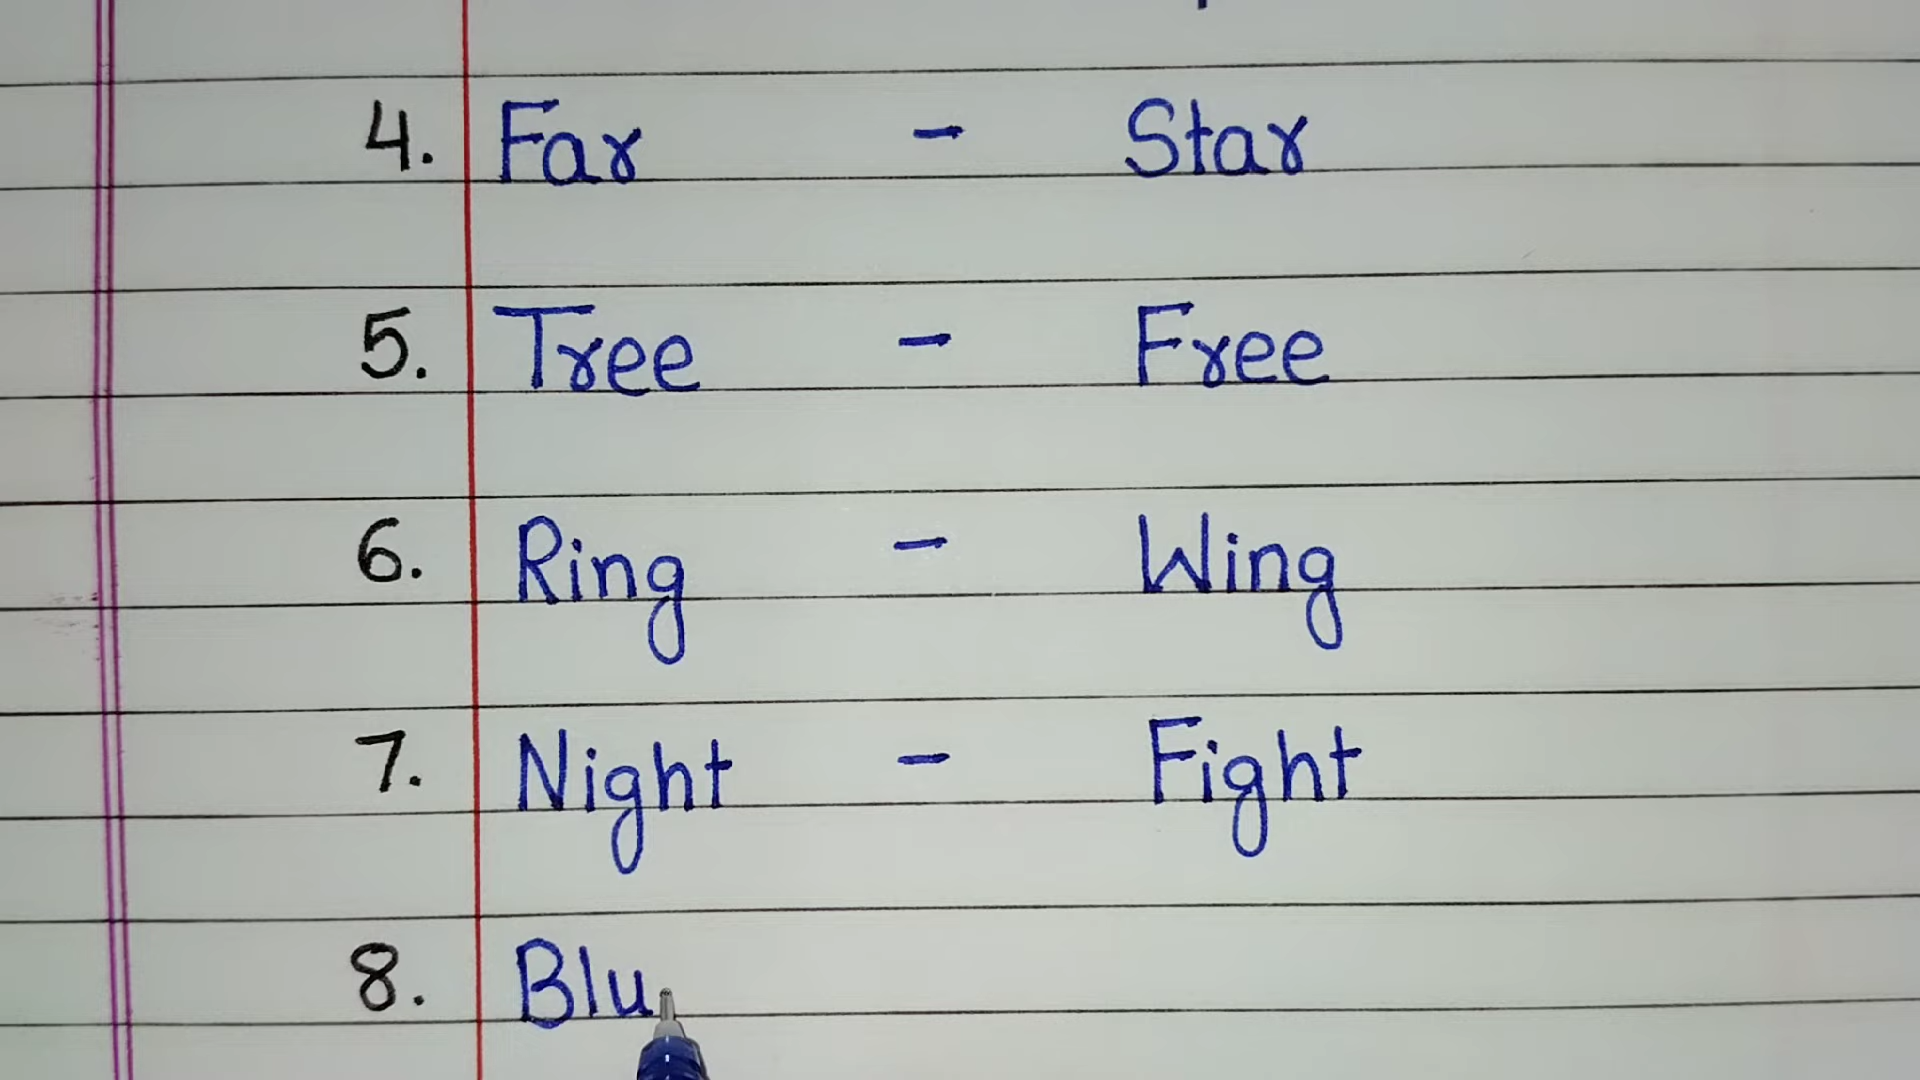 4. Far - Star
5. Tree - Free
6. Ring - Wing
7. Night - Fight
8. Blu